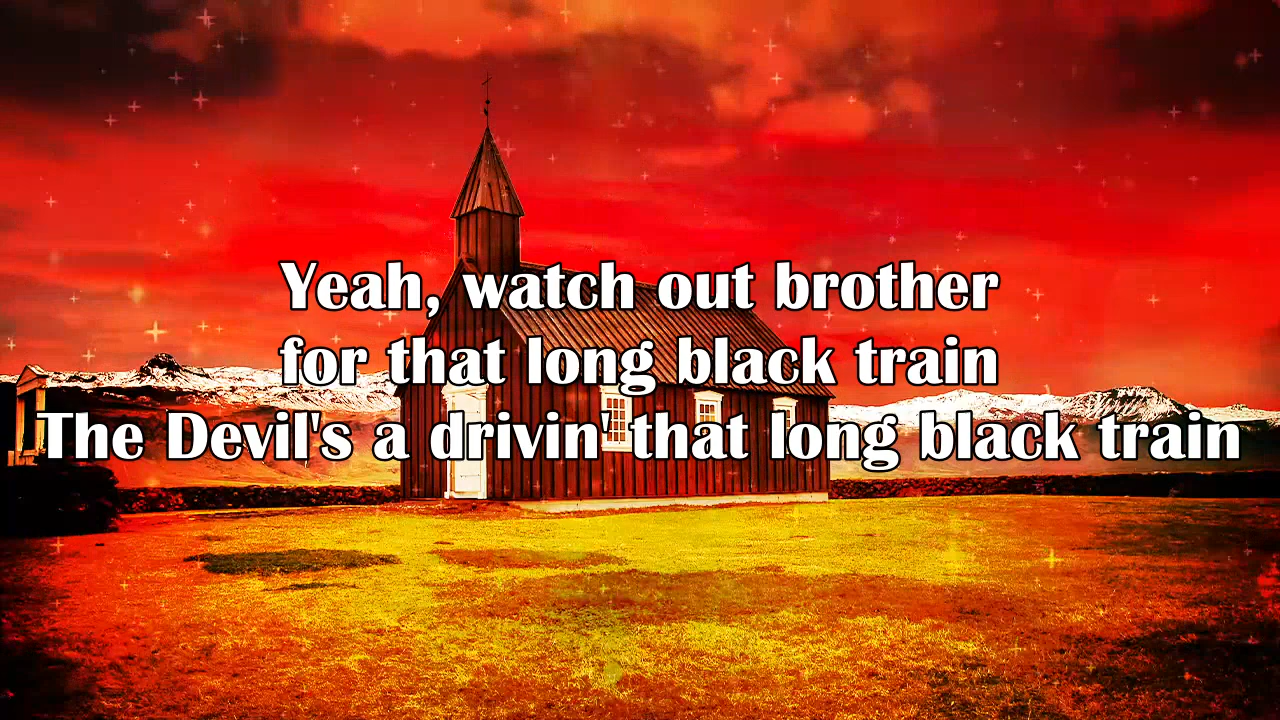 Yeah, watch out brother
for that long black train
The Devil's a drivin' that long black train